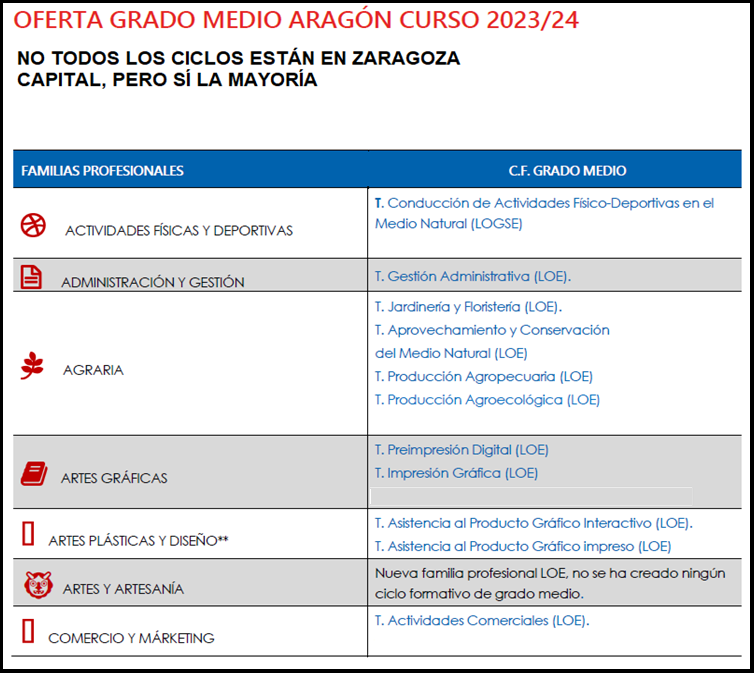 OFERTA GRADO MEDIO ARAGÓN CURSO 2023/24
NO TODOS LOS CICLOS ESTÁN EN ZARAGOZA
CAPITAL, PERO SÍ LA MAYORÍA
FAMILIAS PROFESIONALES
C.F. GRADO MEDIO
ACTIVIDADES FÍSICAS Y DEPORTIVAS
T. Conducción de Actividades Físico-Deportivas en el
Medio Natural (LOGSE)
ADMINISTRACIÓN Y GESTIÓN
T. Gestión Administrativa (LOE).
AGRARIA
T. Jardinería y Floristería (LOE).
T. Aprovechamiento y Conservación
del Medio Natural (LOE)
T. Producción Agropecuaria (LOE)
T. Producción Agroecológica (LOE)
ARTES GRÁFICAS
T. Preimpresión Digital (LOE)
T. Impresión Gráfica (LOE)
ARTES PLÁSTICAS Y DISEÑO**
T. Asistencia al Producto Gráfico Interactivo (LOE).
T. Asistencia al Producto Gráfico impreso (LOE)
ARTES Y ARTESANÍA
Nueva familia profesional LOE, no se ha creado ningún
ciclo formativo de grado medio.
COMERCIO Y MÁRKETING
T. Actividades Comerciales (LOE).